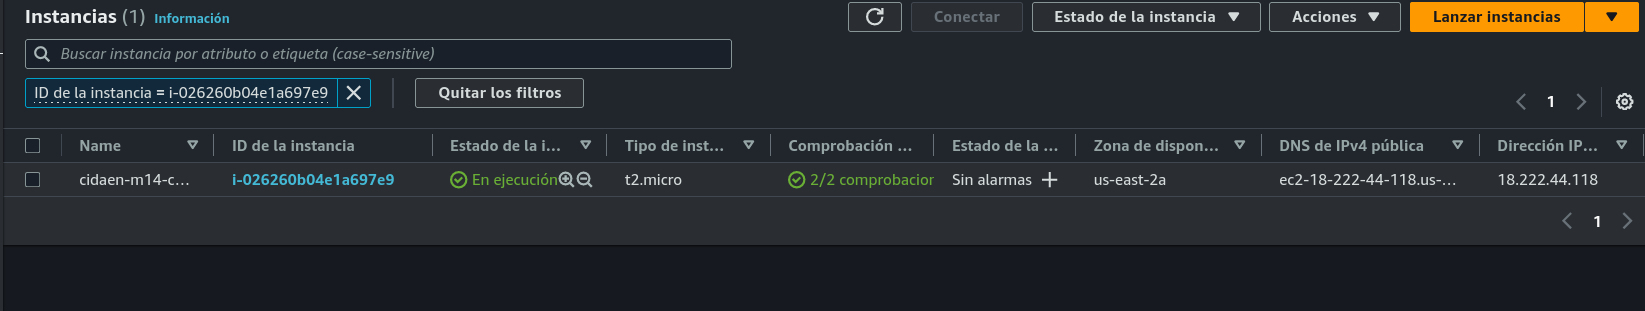 Instancias (1) Información
Conectar Estado de la instancia Acciones Lanzar instancias
Buscar instancia por atributo o etiqueta (case-sensitive)
ID de la instancia = i-026260b04e1a697e9 Quitar los filtros
1
Name ID de la instancia Estado de la i... Tipo de inst... Comprobación ... Estado de la ... Zona de dispon... DNS de IPv4 pública Dirección IP...
cidaen-m14-c... i-026260b04e1a697e9 En ejecución t2.micro 2/2 comprobacior Sin alarmas us-east-2a ec2-18-222-44-118.us-... 18.222.44.118
1